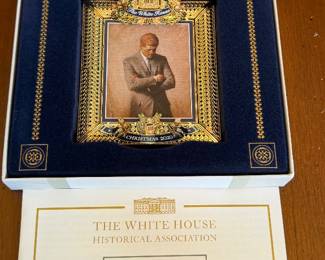 The White House
CHRISTMAS 2020
THE WHITE HOUSE
HISTORICAL ASSOCIATION